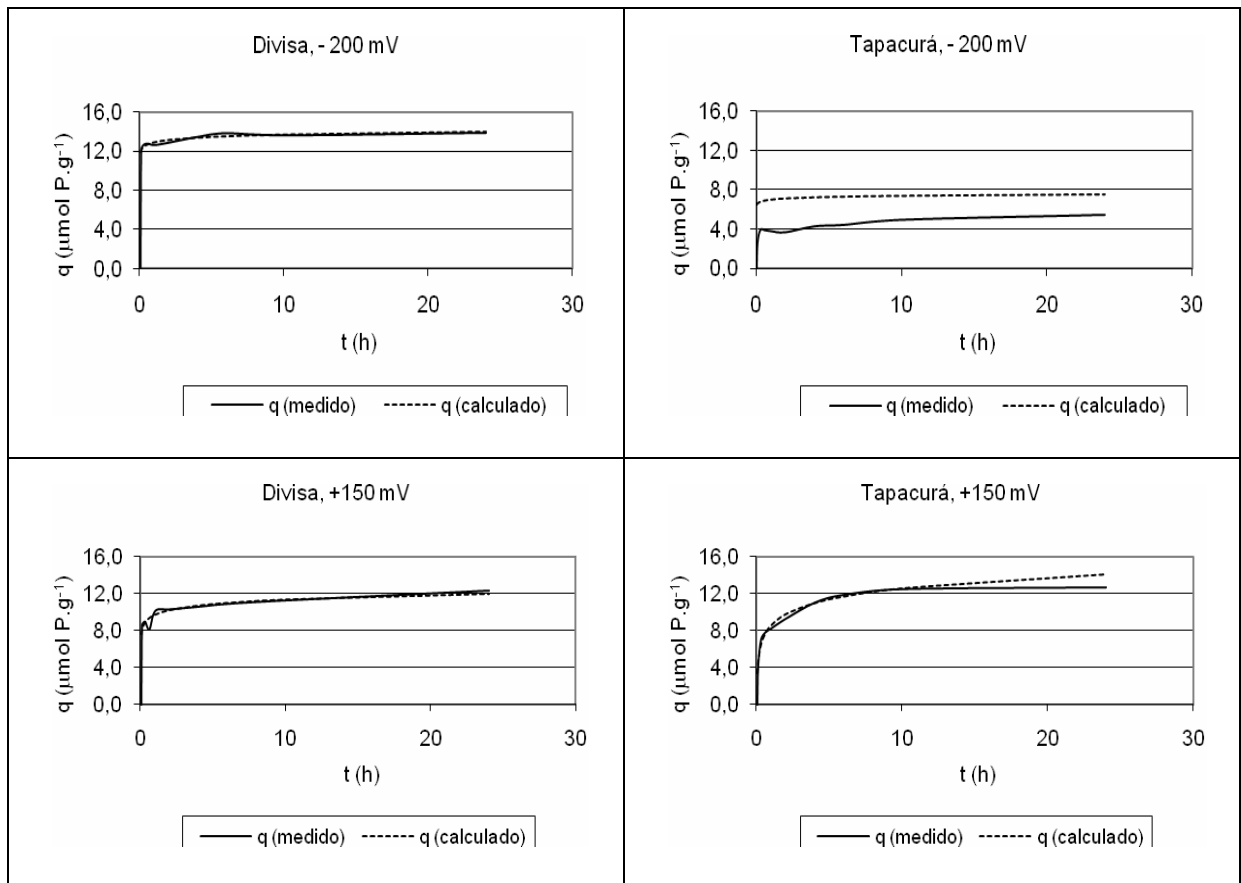 Divisa, - 200 mV
q (µmol P.g⁻¹)
16,0
12,0
8,0
4,0
0,0
0 10 20 30
t (h)
q (medido) q (calculado)
Tapacurá, - 200 mV
q (µmol P.g⁻¹)
16,0
12,0
8,0
4,0
0,0
0 10 20 30
t (h)
q (medido) q (calculado)
Divisa, +150 mV
q (µmol P.g⁻¹)
16,0
12,0
8,0
4,0
0,0
0 10 20 30
t (h)
q (medido) q (calculado)
Tapacurá, +150 mV
q (µmol P.g⁻¹)
16,0
12,0
8,0
4,0
0,0
0 10 20 30
t (h)
q (medido) q (calculado)